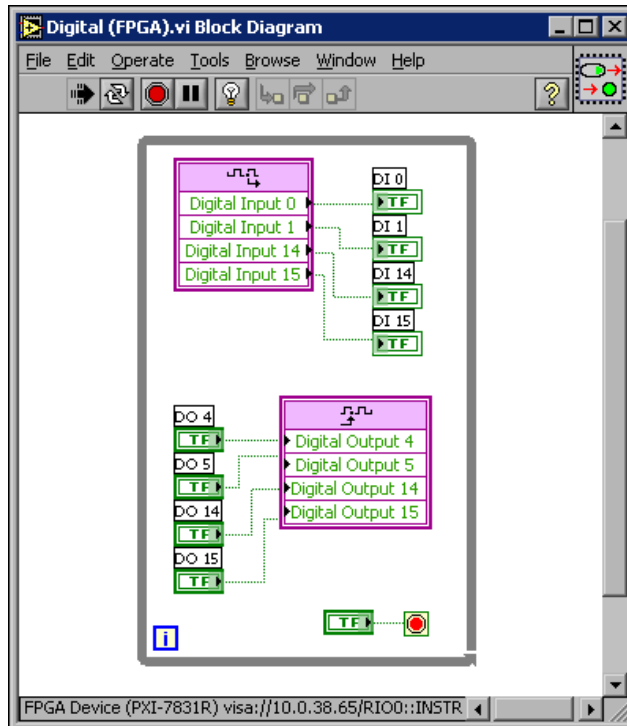 Digital (FPGA).vi Block Diagram
File Edit Operate Tools Browse Window Help
?
Digital Input 0
Digital Input 1
Digital Input 14
Digital Input 15
DI 0
TF
DI 1
TF
DI 14
TF
DI 15
TF
DO 4
TF
DO 5
TF
DO 14
TF
DO 15
TF
Digital Output 4
Digital Output 5
Digital Output 14
Digital Output 15
TF
i
FPGA Device (PXI-7831R) visa://10.0.38.65/RIO0::INSTR